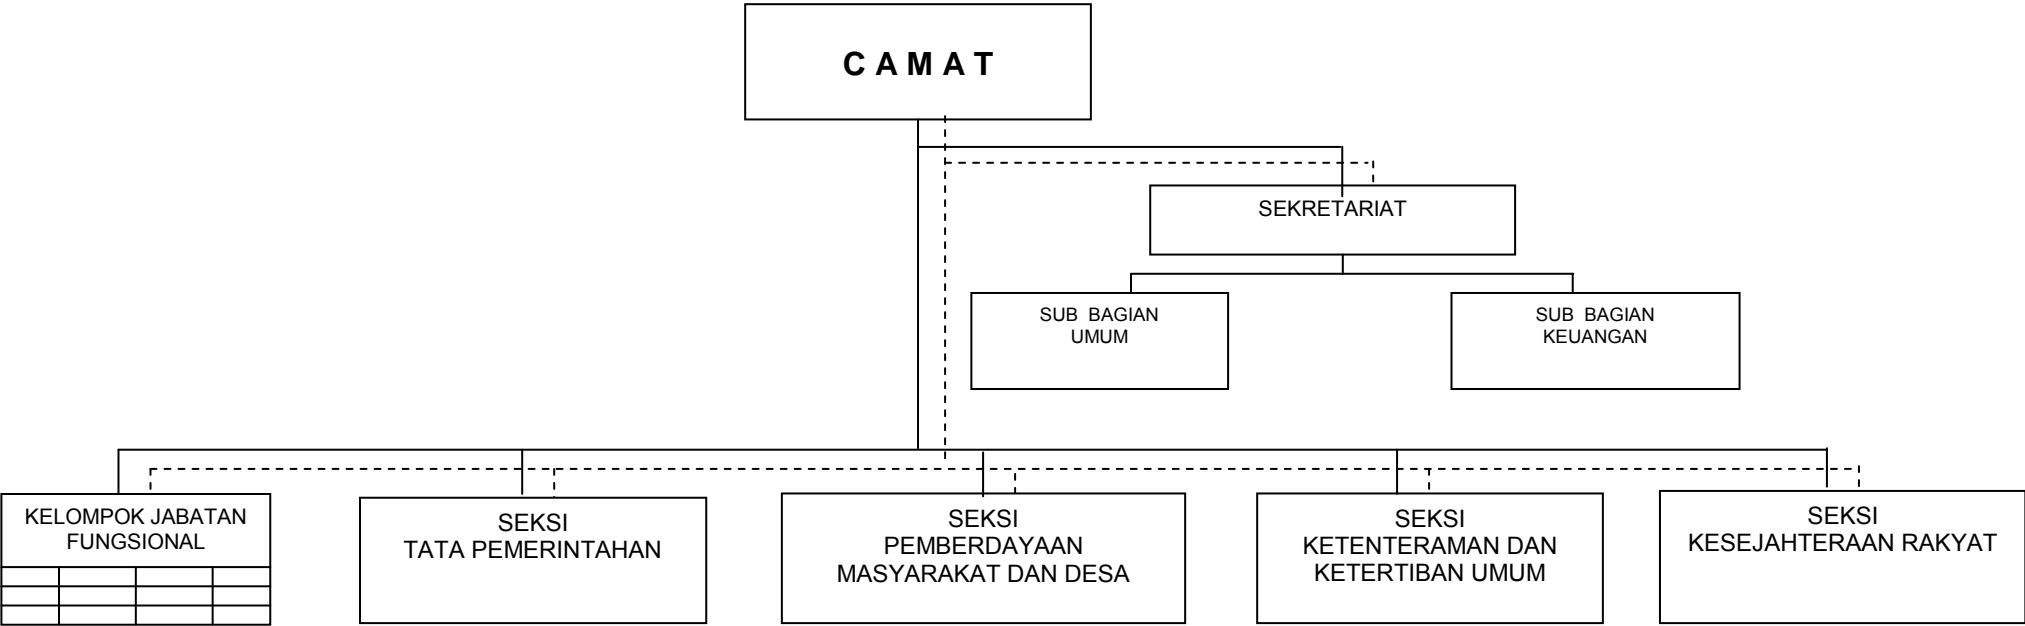 C A M A T
SEKRETARIAT
SUB BAGIAN
UMUM
SUB BAGIAN
KEUANGAN
KELOMPOK JABATAN
FUNGSIONAL
SEKSI
TATA PEMERINTAHAN
SEKSI
PEMBERDAYAAN
MASYARAKAT DAN DESA
SEKSI
KETENTERAMAN DAN
KETERTIBAN UMUM
SEKSI
KESEJAHTERAAN RAKYAT